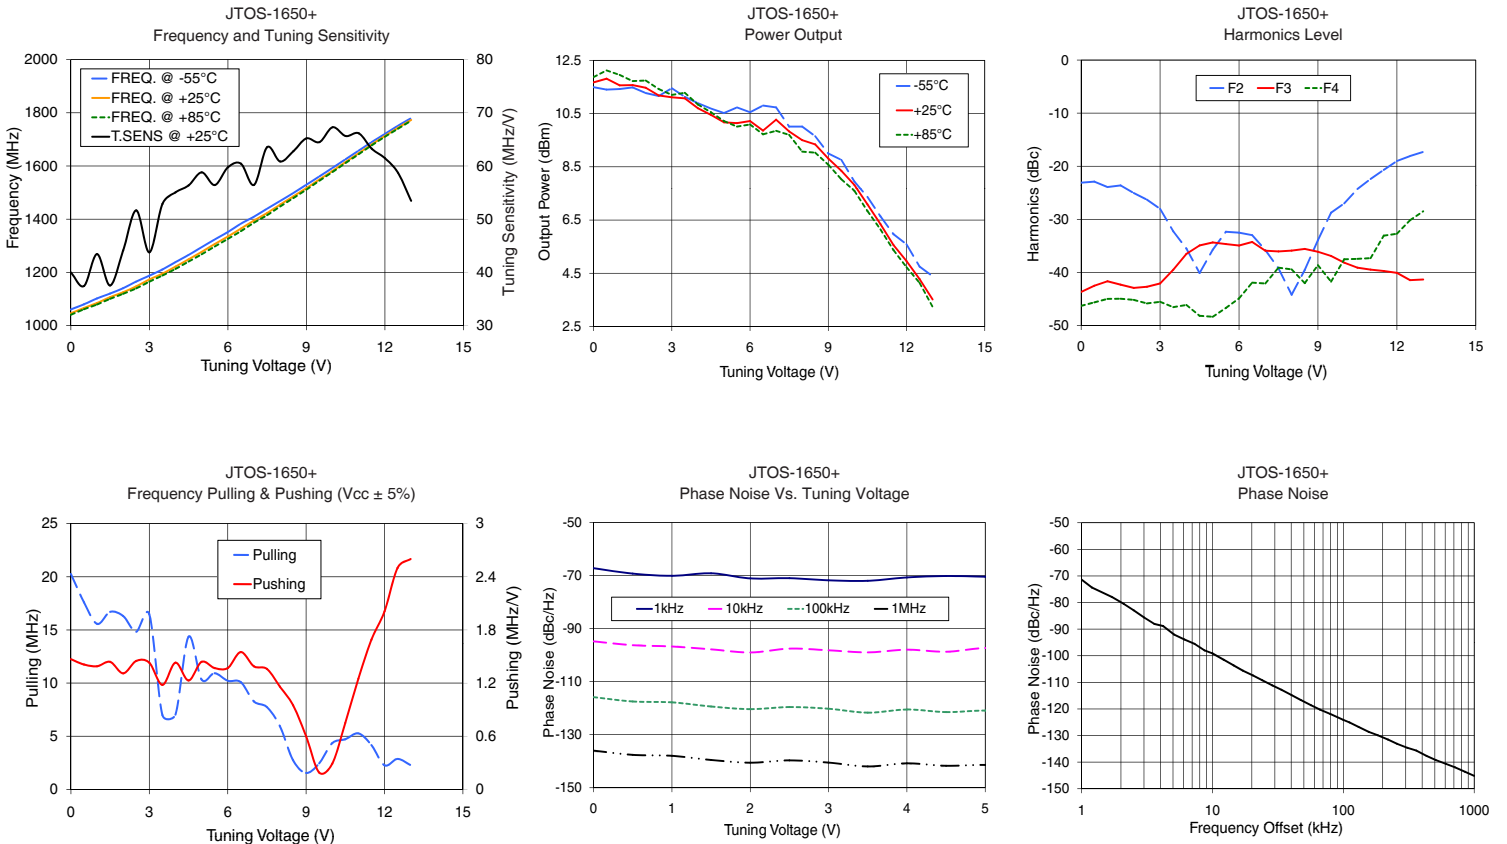 JTOS-1650+
Frequency and Tuning Sensitivity
2000
1800
1600
1400
1200
1000
80
70
60
50
40
30
FREQ. @ -55°C
FREQ. @ +25°C
FREQ. @ +85°C
T.SENS @ +25°C
Frequency (MHz)
Tuning Sensitivity (MHz/V)
0 3 6 9 12 15
Tuning Voltage (V)
JTOS-1650+
Power Output
12.5
10.5
8.5
6.5
4.5
2.5
-55°C
+25°C
+85°C
Output Power (dBm)
0 3 6 9 12 15
Tuning Voltage (V)
JTOS-1650+
Harmonics Level
0
-10
-20
-30
-40
-50
F2 F3 F4
Harmonics (dBc)
0 3 6 9 12 15
Tuning Voltage (V)
JTOS-1650+
Frequency Pulling & Pushing (Vcc ± 5%)
25
20
15
10
5
0
3
2.4
1.8
1.2
0.6
0
Pulling
Pushing
Pulling (MHz)
Pushing (MHz/V)
0 3 6 9 12 15
Tuning Voltage (V)
JTOS-1650+
Phase Noise Vs. Tuning Voltage
-50
-70
-90
-110
-130
-150
1kHz 10kHz 100kHz 1MHz
Phase Noise (dBc/Hz)
0 1 2 3 4 5
Tuning Voltage (V)
JTOS-1650+
Phase Noise
-50
-60
-70
-80
-90
-100
-110
-120
-130
-140
-150
Phase Noise (dBc/Hz)
1 10 100 1000
Frequency Offset (kHz)